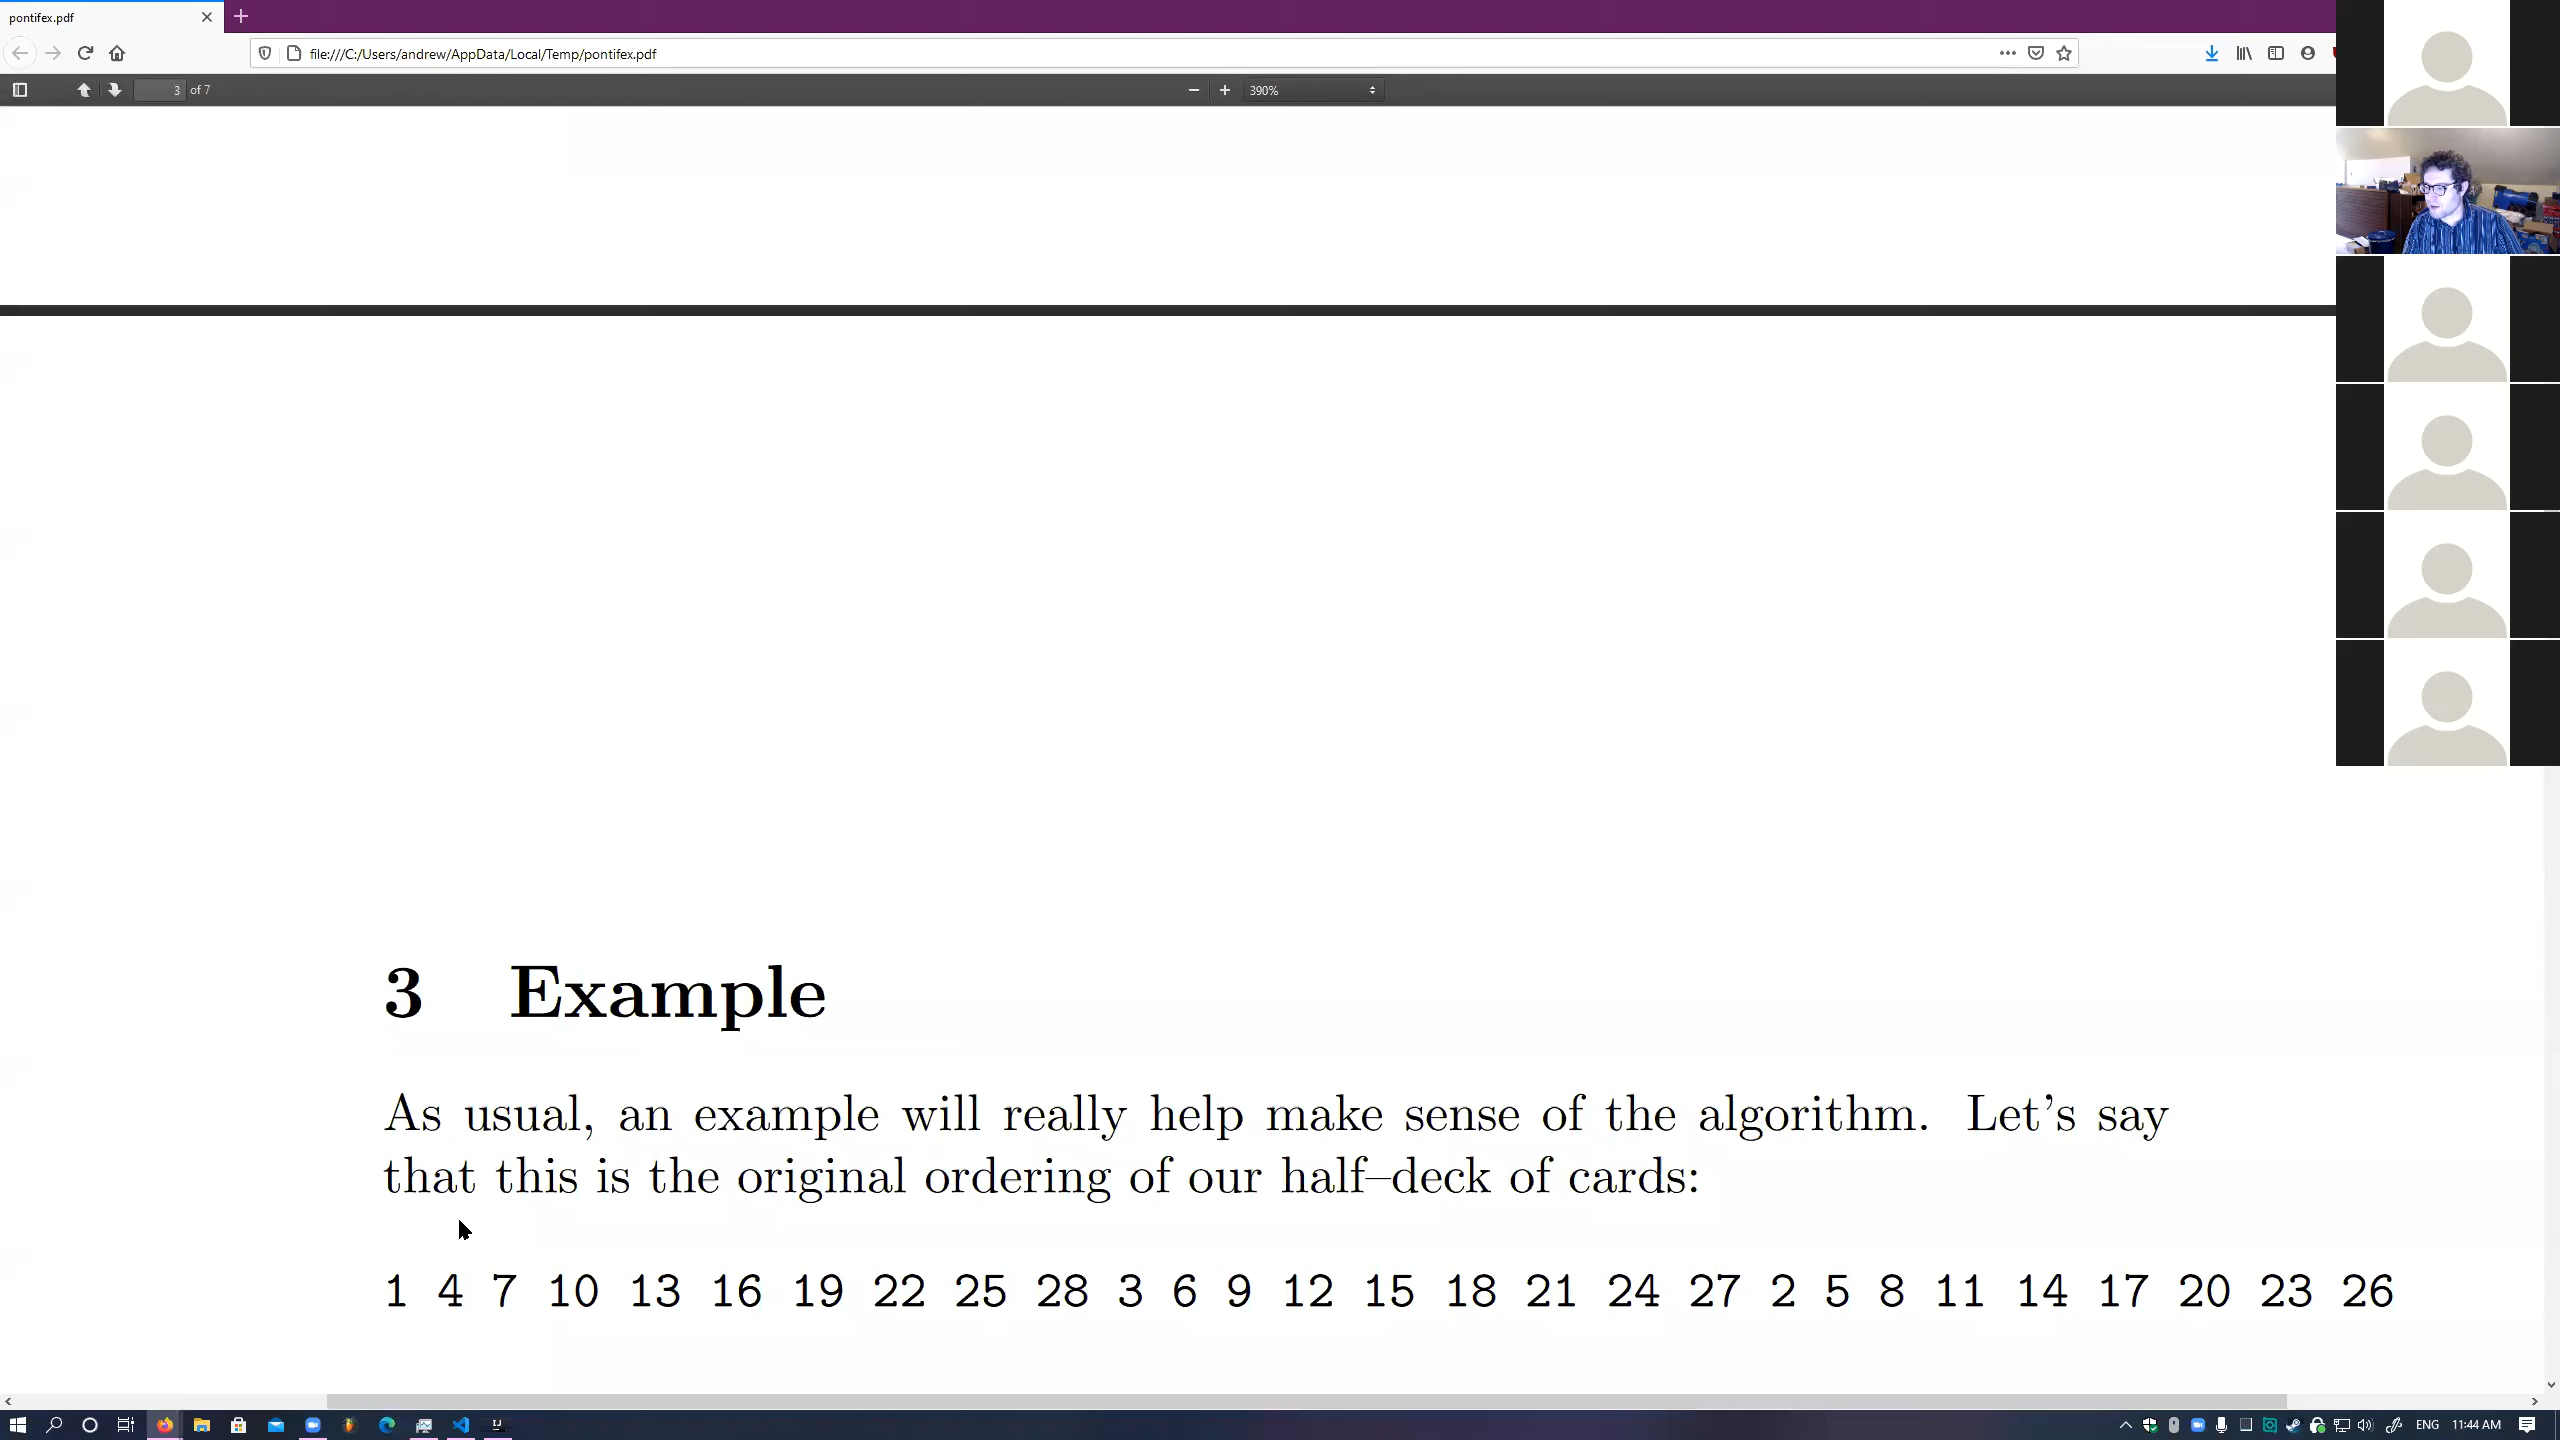 pontifex.pdf
file:///C:/Users/andrew/AppData/Local/Temp/pontifex.pdf
3 of 7
390%
3 Example
As usual, an example will really help make sense of the algorithm. Let's say
that this is the original ordering of our half–deck of cards:
1 4 7 10 13 16 19 22 25 28 3 6 9 12 15 18 21 24 27 2 5 8 11 14 17 20 23 26
ENG 11:44 AM